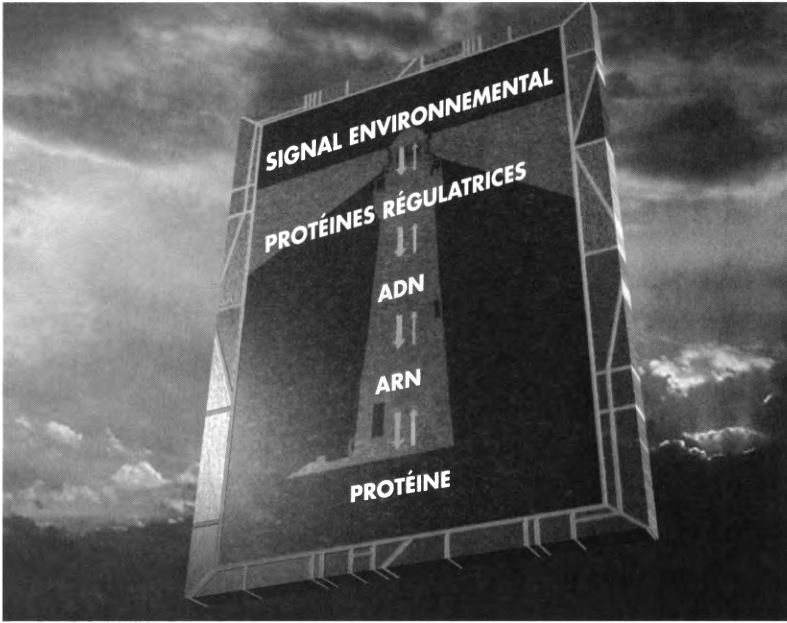 SIGNAL ENVIRONNEMENTAL
PROTÉINES RÉGULATRICES
ADN
ARN
PROTÉINE